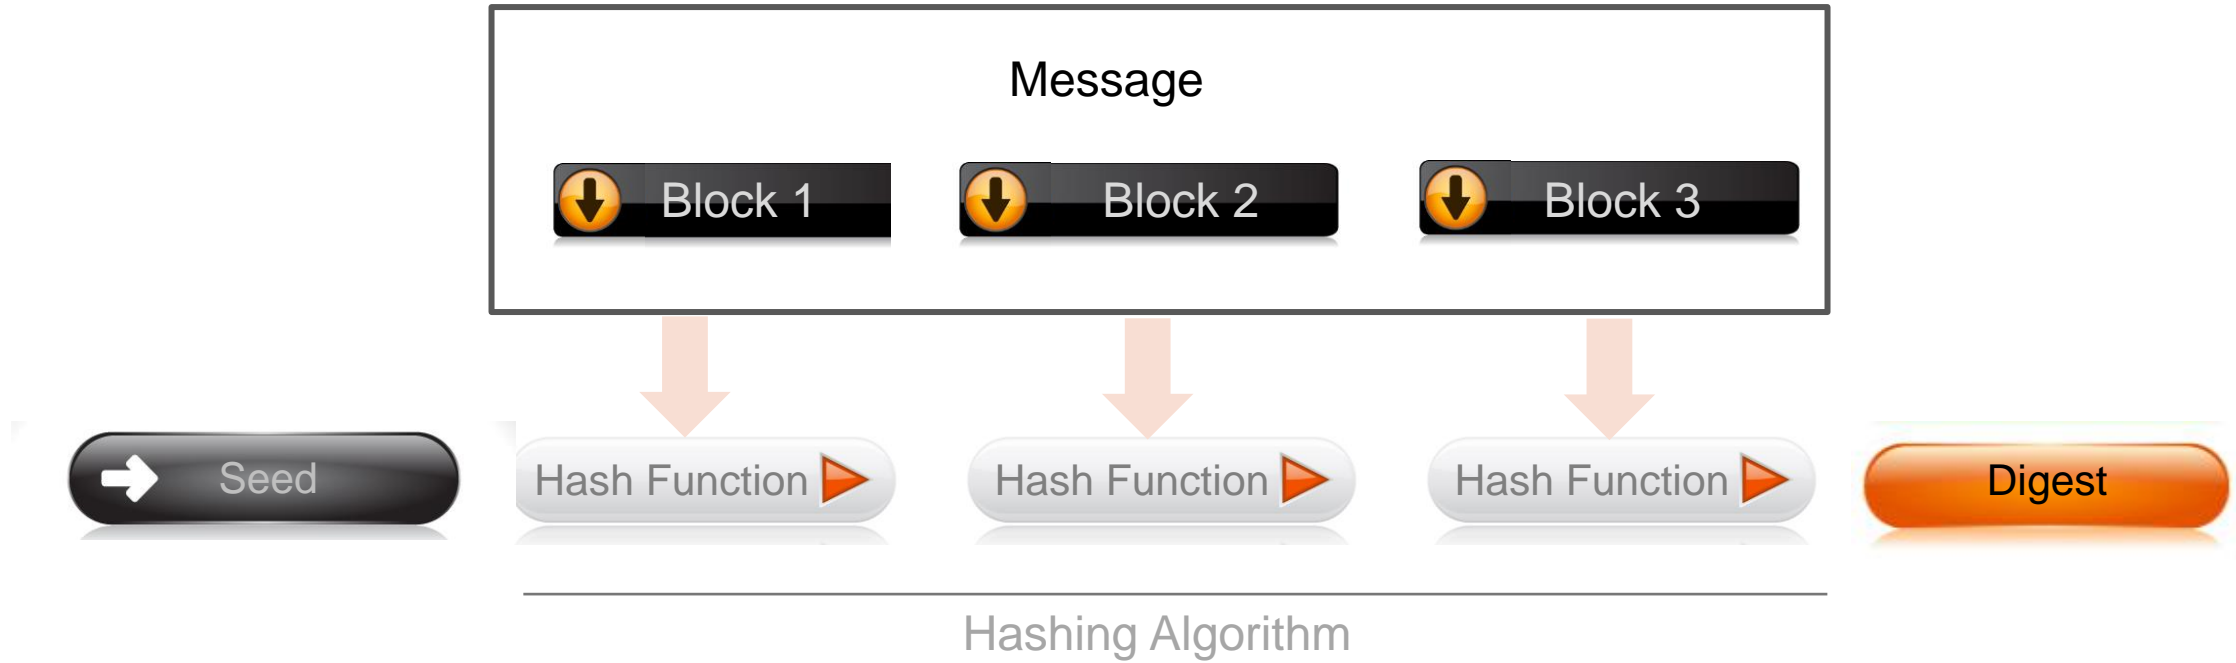 Message
Block 1
Block 2
Block 3
Seed
Hash Function
Hash Function
Hash Function
Digest
Hashing Algorithm